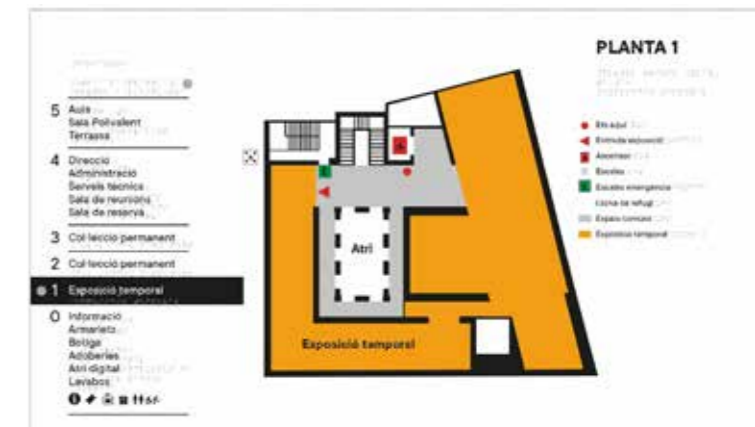 5 Aula
Sala Polivalent
Terrassa
4 Direcció
Administració
Serveis tècnics
Sala de reunions
Sala de reserva
3 Col·lecció permanent
2 Col·lecció permanent
1 Exposició temporal
0 Informació
Armariets
Botiga
Adoberies
Atri digital
Lavabos
Atri
Exposició temporal
PLANTA 1
Ets aquí
Entrada exposició
Ascensor
Escales
Escales emergència
Zona de refugi
Espais comuns
Exposició temporal